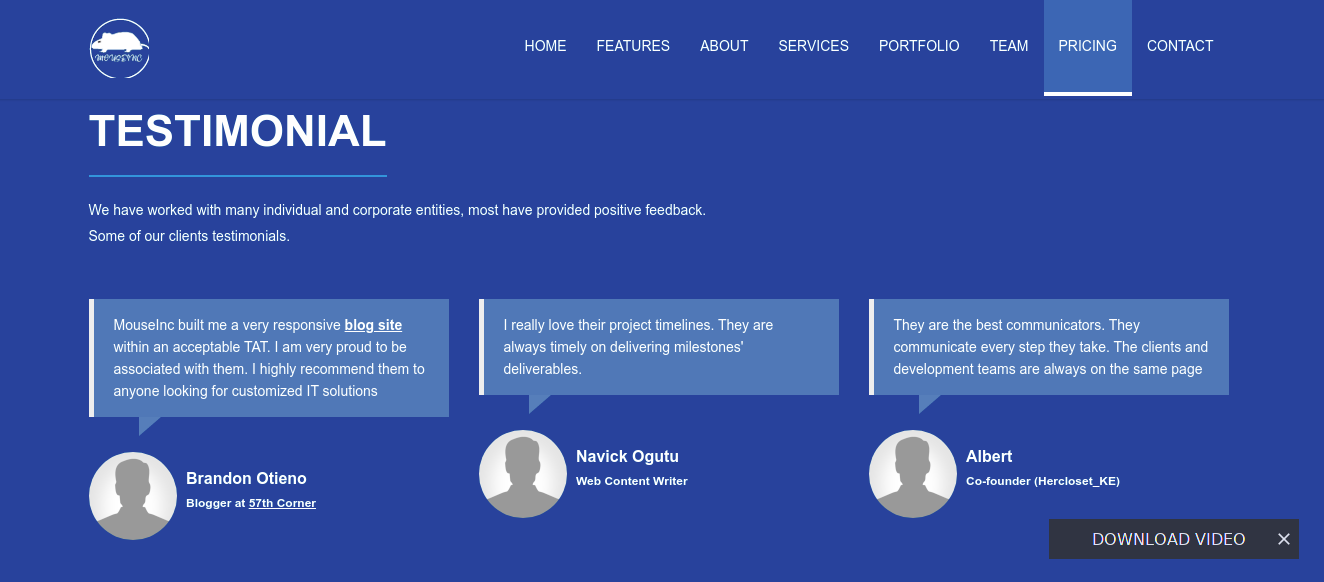 MOUSEINC
HOME FEATURES ABOUT SERVICES PORTFOLIO TEAM PRICING CONTACT
TESTIMONIAL
We have worked with many individual and corporate entities, most have provided positive feedback.
Some of our clients testimonials.
MouseInc built me a very responsive blog site
within an acceptable TAT. I am very proud to be
associated with them. I highly recommend them to
anyone looking for customized IT solutions
Brandon Otieno
Blogger at 57th Corner
I really love their project timelines. They are
always timely on delivering milestones'
deliverables.
Navick Ogutu
Web Content Writer
They are the best communicators. They
communicate every step they take. The clients and
development teams are always on the same page
Albert
Co-founder (Hercloset_KE)
DOWNLOAD VIDEO ×